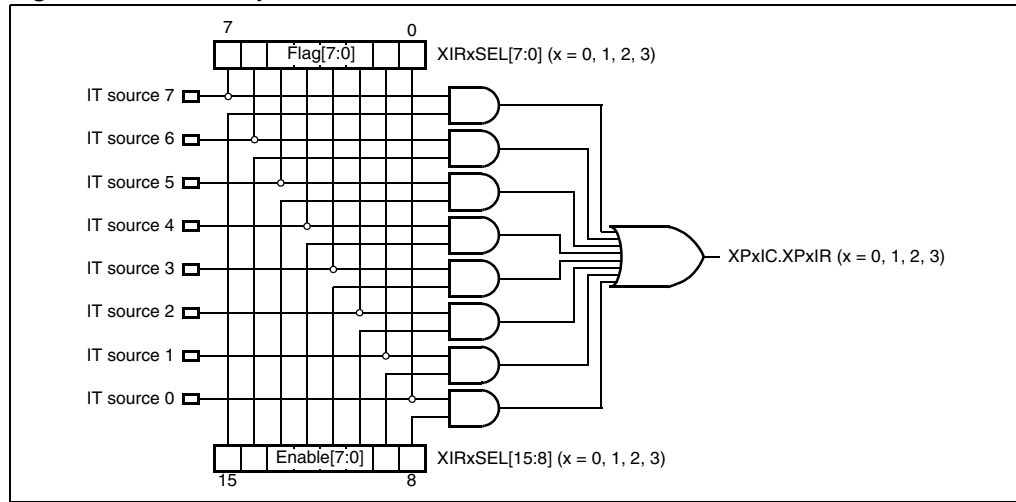 7 0
Flag[7:0] XIRxSEL[7:0] (x = 0, 1, 2, 3)
IT source 7
IT source 6
IT source 5
IT source 4
IT source 3
XPxIC.XPxIR (x = 0, 1, 2, 3)
IT source 2
IT source 1
IT source 0
Enable[7:0] XIRxSEL[15:8] (x = 0, 1, 2, 3)
15 8